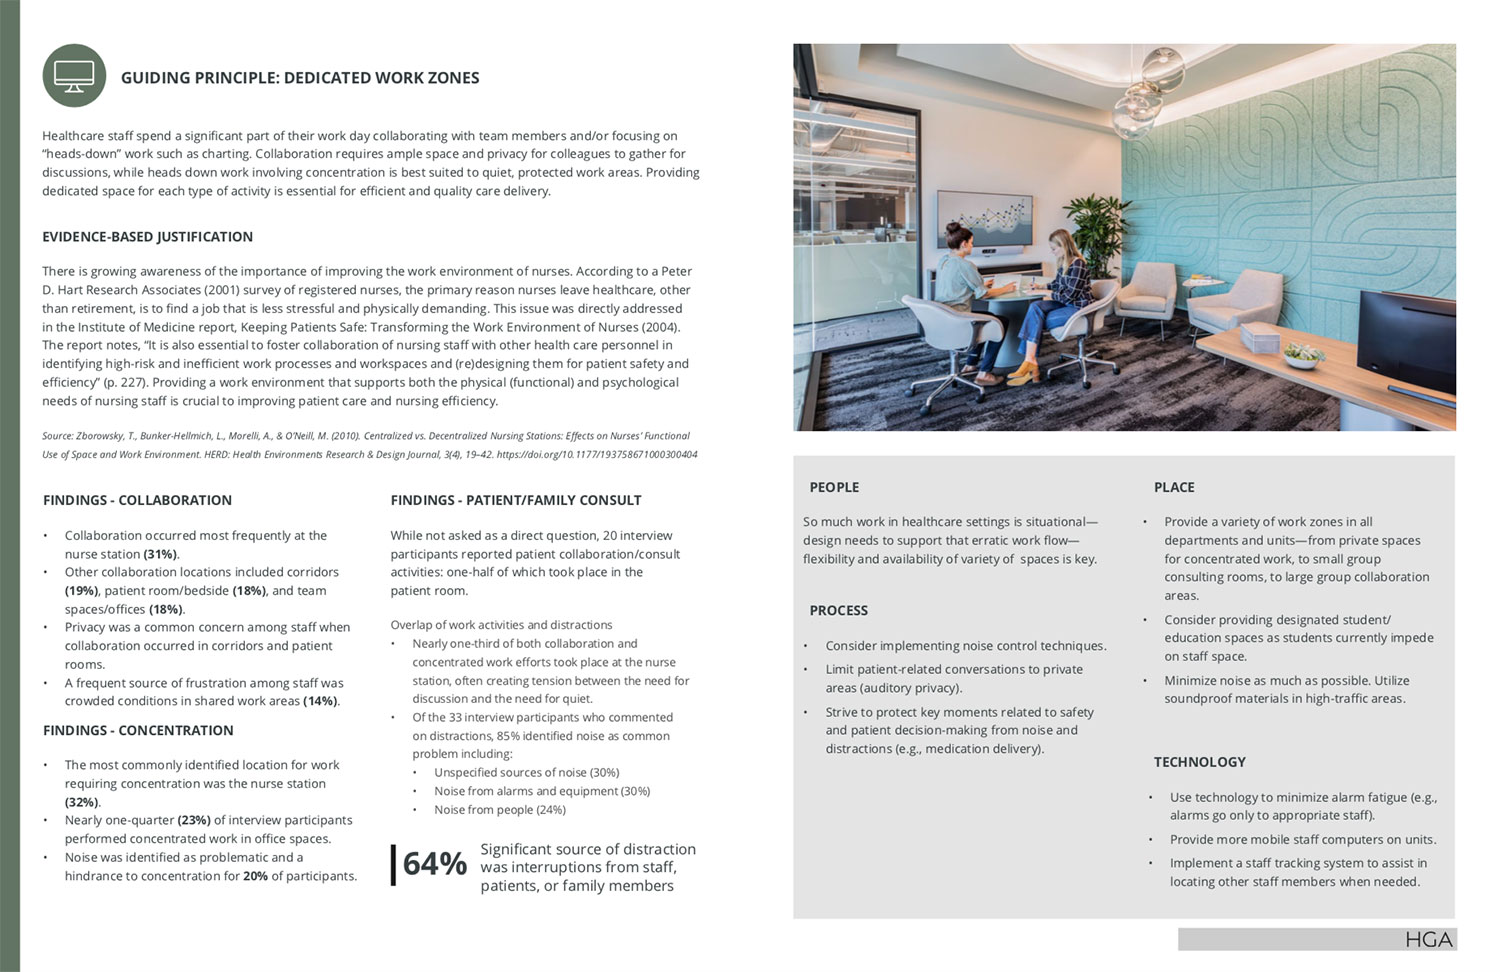 GUIDING PRINCIPLE: DEDICATED WORK ZONES
Healthcare staff spend a significant part of their work day collaborating with team members and/or focusing on
“heads-down” work such as charting. Collaboration requires ample space and privacy for colleagues to gather for
discussions, while heads down work involving concentration is best suited to quiet, protected work areas. Providing
dedicated space for each type of activity is essential for efficient and quality care delivery.
EVIDENCE-BASED JUSTIFICATION
There is growing awareness of the importance of improving the work environment of nurses. According to a Peter
D. Hart Research Associates (2001) survey of registered nurses, the primary reason nurses leave healthcare, other
than retirement, is to find a job that is less stressful and physically demanding. This issue was directly addressed
in the Institute of Medicine report, Keeping Patients Safe: Transforming the Work Environment of Nurses (2004).
The report notes, “It is also essential to foster collaboration of nursing staff with other health care personnel in
identifying high-risk and inefficient work processes and workspaces and (re)designing them for patient safety and
efficiency” (p. 227). Providing a work environment that supports both the physical (functional) and psychological
needs of nursing staff is crucial to improving patient care and nursing efficiency.
Source: Zborowsky, T., Bunker-Hellmich, L., Morelli, A., & O’Neill, M. (2010). Centralized vs. Decentralized Nursing Stations: Effects on Nurses’ Functional
Use of Space and Work Environment. HERD: Health Environments Research & Design Journal, 3(4), 19–42. https://doi.org/10.1177/193758671000300404
FINDINGS - COLLABORATION
• Collaboration occurred most frequently at the
nurse station (31%).
• Other collaboration locations included corridors
(19%), patient room/bedside (18%), and team
spaces/offices (18%).
• Privacy was a common concern among staff when
collaboration occurred in corridors and patient
rooms.
• A frequent source of frustration among staff was
crowded conditions in shared work areas (14%).
FINDINGS - CONCENTRATION
• The most commonly identified location for work
requiring concentration was the nurse station
(32%).
• Nearly one-quarter (23%) of interview participants
performed concentrated work in office spaces.
• Noise was identified as problematic and a
hindrance to concentration for 20% of participants.
FINDINGS - PATIENT/FAMILY CONSULT
While not asked as a direct question, 20 interview
participants reported patient collaboration/consult
activities: one-half of which took place in the
patient room.
Overlap of work activities and distractions
• Nearly one-third of both collaboration and
concentrated work efforts took place at the nurse
station, often creating tension between the need for
discussion and the need for quiet.
• Of the 33 interview participants who commented
on distractions, 85% identified noise as common
problem including:
• Unspecified sources of noise (30%)
• Noise from alarms and equipment (30%)
• Noise from people (24%)
64%
Significant source of distraction
was interruptions from staff,
patients, or family members
PEOPLE
So much work in healthcare settings is situational—
design needs to support that erratic work flow—
flexibility and availability of variety of spaces is key.
PROCESS
• Consider implementing noise control techniques.
• Limit patient-related conversations to private
areas (auditory privacy).
• Strive to protect key moments related to safety
and patient decision-making from noise and
distractions (e.g., medication delivery).
PLACE
• Provide a variety of work zones in all
departments and units—from private spaces
for concentrated work, to small group
consulting rooms, to large group collaboration
areas.
• Consider providing designated student/
education spaces as students currently impede
on staff space.
• Minimize noise as much as possible. Utilize
soundproof materials in high-traffic areas.
TECHNOLOGY
• Use technology to minimize alarm fatigue (e.g.,
alarms go only to appropriate staff).
• Provide more mobile staff computers on units.
• Implement a staff tracking system to assist in
locating other staff members when needed.
HGA